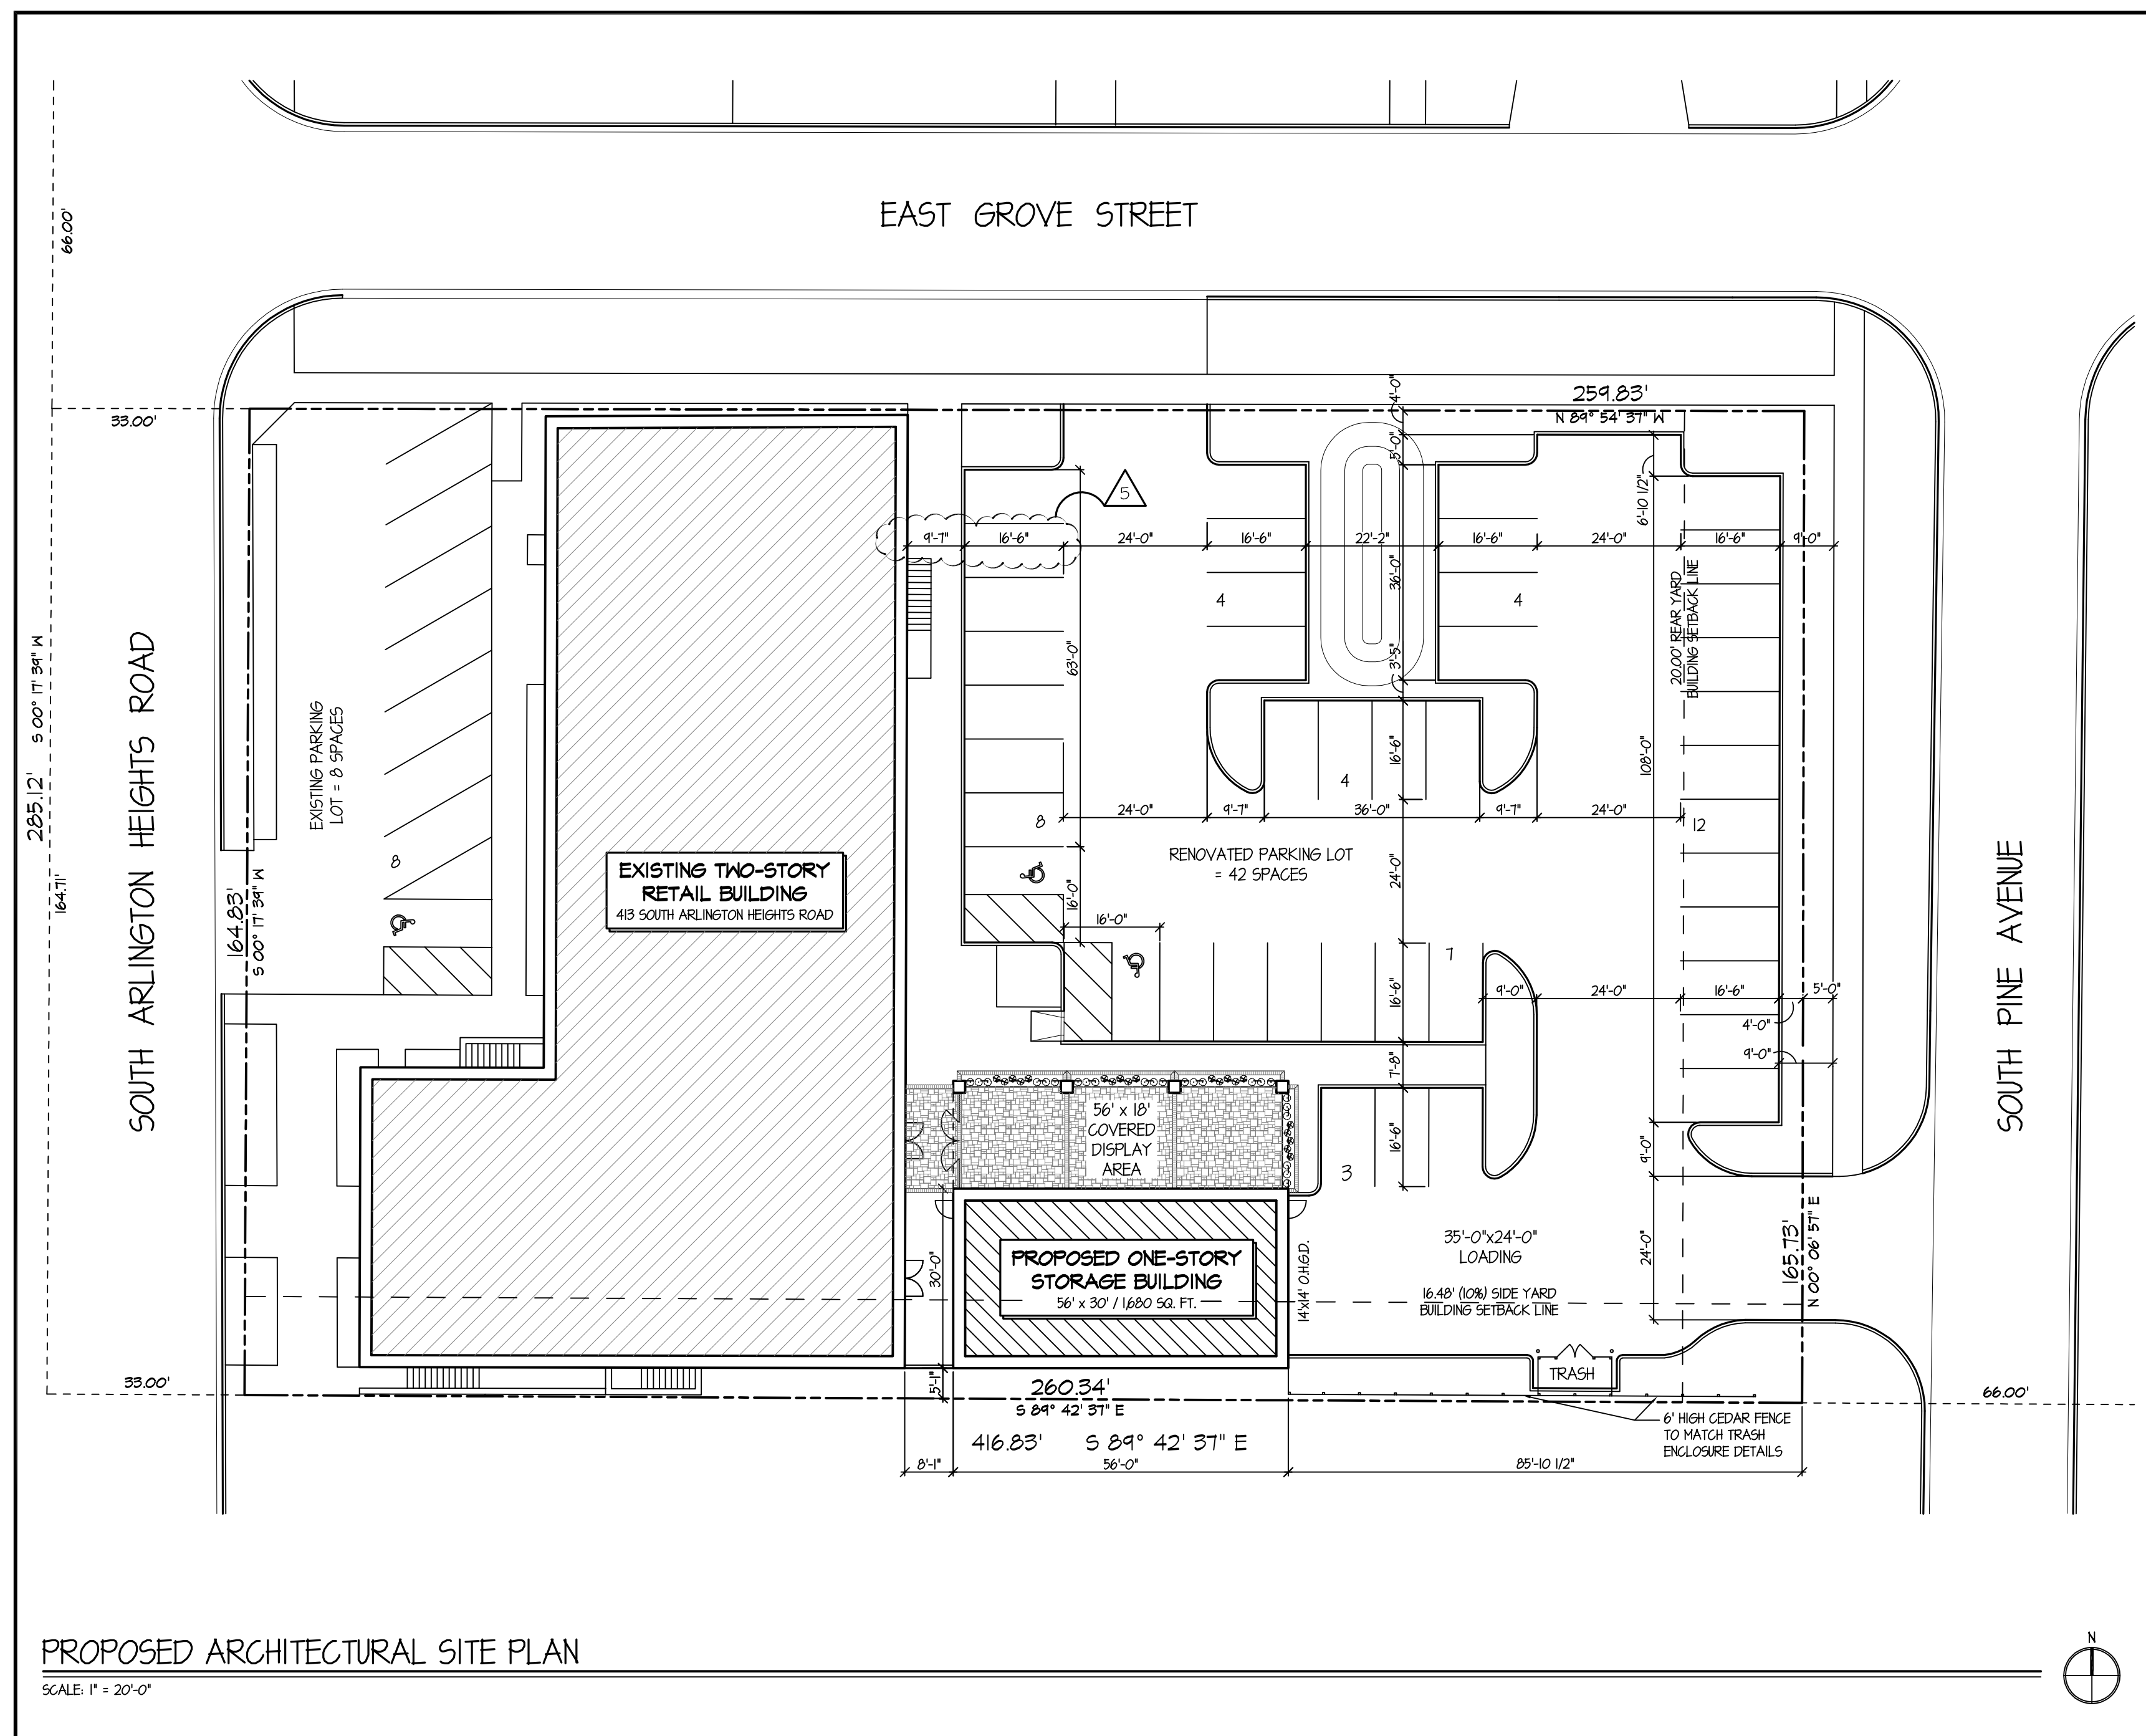 EAST GROVE STREET
66.00'
33.00'
259.83'
N 89° 54' 37" W
4'-0"
5'-0"
6'-10 1/2"
5
9'-7"
16'-6"
24'-0"
16'-6"
22'-2"
16'-6"
24'-0"
16'-6"
9'-0"
36'-0"
4
4
20.00' REAR YARD
BUILDING SETBACK LINE
63'-0"
3'-5"
S 00° 17' 39" W
285.12'
164.71'
SOUTH ARLINGTON HEIGHTS ROAD
EXISTING PARKING
LOT = 8 SPACES
8
164.83'
S 00° 17' 39" W
EXISTING TWO-STORY
RETAIL BUILDING
413 SOUTH ARLINGTON HEIGHTS ROAD
16'-6"
4
108'-0"
24'-0"
9'-7"
36'-0"
9'-7"
24'-0"
8
12
RENOVATED PARKING LOT
= 42 SPACES
24'-0"
16'-0"
16'-0"
7
SOUTH PINE AVENUE
16'-6"
9'-0"
24'-0"
16'-6"
5'-0"
4'-0"
9'-0"
7'-8"
56' x 18'
COVERED
DISPLAY
AREA
16'-6"
3
9'-0"
24'-0"
35'-0"x24'-0"
LOADING
165.73'
N 00° 06' 57" E
30'-0"
PROPOSED ONE-STORY
STORAGE BUILDING
56' x 30' / 1,680 SQ. FT.
14'x14' O.H.G.D.
16.48' (10%) SIDE YARD
BUILDING SETBACK LINE
TRASH
33.00'
5'-1"
260.34'
S 89° 42' 37" E
66.00'
416.83' S 89° 42' 37" E
6' HIGH CEDAR FENCE
TO MATCH TRASH
ENCLOSURE DETAILS
8'-1"
56'-0"
85'-10 1/2"
PROPOSED ARCHITECTURAL SITE PLAN
SCALE: 1" = 20'-0"
N